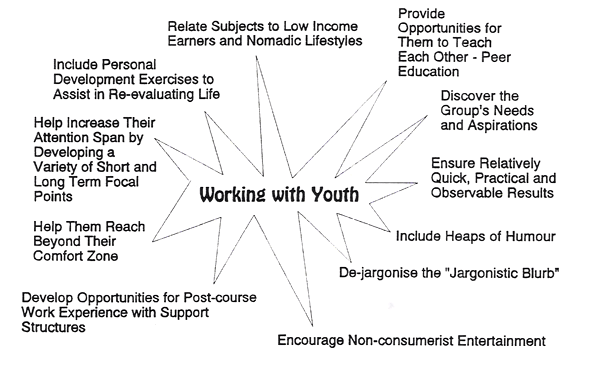 Relate Subjects to Low Income
Earners and Nomadic Lifestyles
Provide
Opportunities for
Them to Teach
Each Other - Peer
Education
Include Personal
Development Exercises to
Assist in Re-evaluating Life
Discover the
Group's Needs
and Aspirations
Help Increase Their
Attention Span by
Developing a
Variety of Short and
Long Term Focal
Points
Ensure Relatively
Quick, Practical and
Observable Results
Working with Youth
Help Them Reach
Beyond Their
Comfort Zone
Include Heaps of Humour
De-jargonise the "Jargonistic Blurb"
Develop Opportunities for Post-course
Work Experience with Support
Structures
Encourage Non-consumerist Entertainment